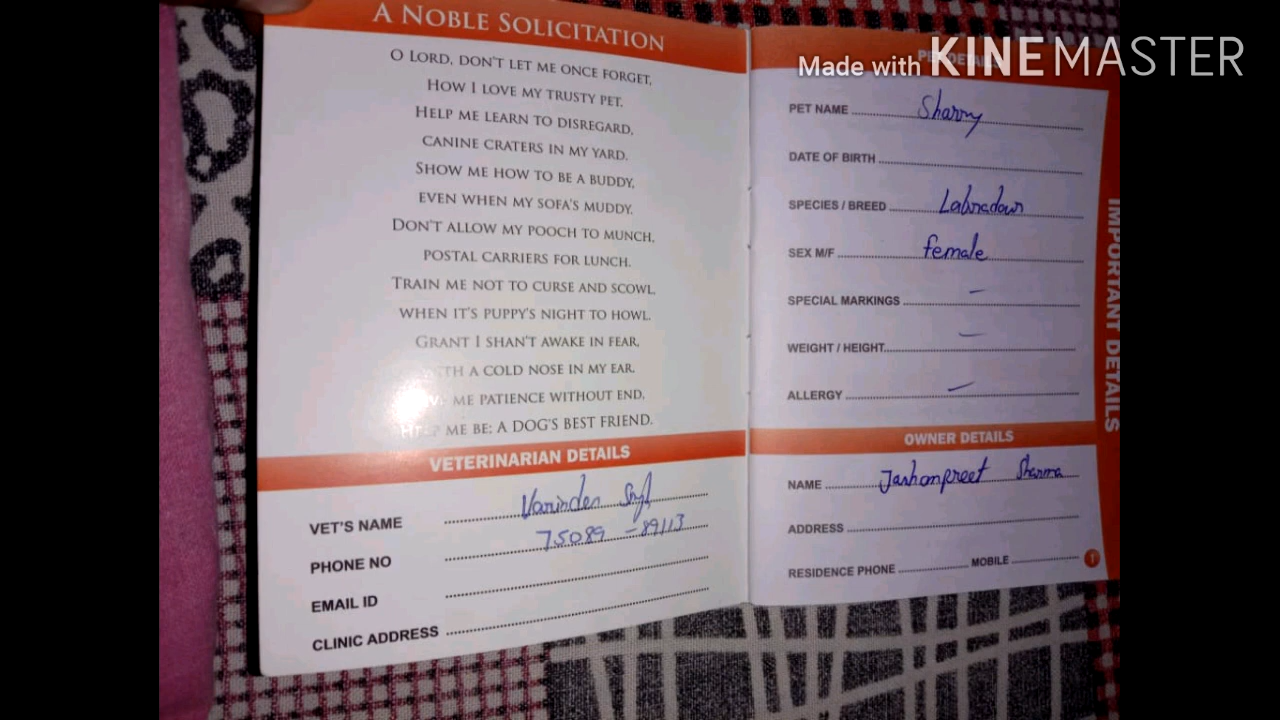 A NOBLE SOLICITATION
O LORD, DON'T LET ME ONCE FORGET,
HOW I LOVE MY TRUSTY PET.
HELP ME LEARN TO DISREGARD,
CANINE CRATERS IN MY YARD.
SHOW ME HOW TO BE A BUDDY,
EVEN WHEN MY SOFA'S MUDDY.
DON'T ALLOW MY POOCH TO MUNCH,
POSTAL CARRIERS FOR LUNCH.
TRAIN ME NOT TO CURSE AND SCOWL,
WHEN IT'S PUPPY'S NIGHT TO HOWL.
GRANT I SHAN'T AWAKE IN FEAR,
A COLD NOSE IN MY EAR.
ME PATIENCE WITHOUT END,
ME BE: A DOG'S BEST FRIEND.
VETERINARIAN DETAILS
VET'S NAME Varinder
PHONE NO 75089 - 89113
EMAIL ID
CLINIC ADDRESS
Made with KINEMASTER
PET NAME
DATE OF BIRTH
SPECIES / BREED Labradour
SEX M/F female
SPECIAL MARKINGS –
WEIGHT / HEIGHT –
ALLERGY –
OWNER DETAILS
NAME Jashanpreet Sharma
ADDRESS
RESIDENCE PHONE MOBILE
1
IMPORTANT DETAILS